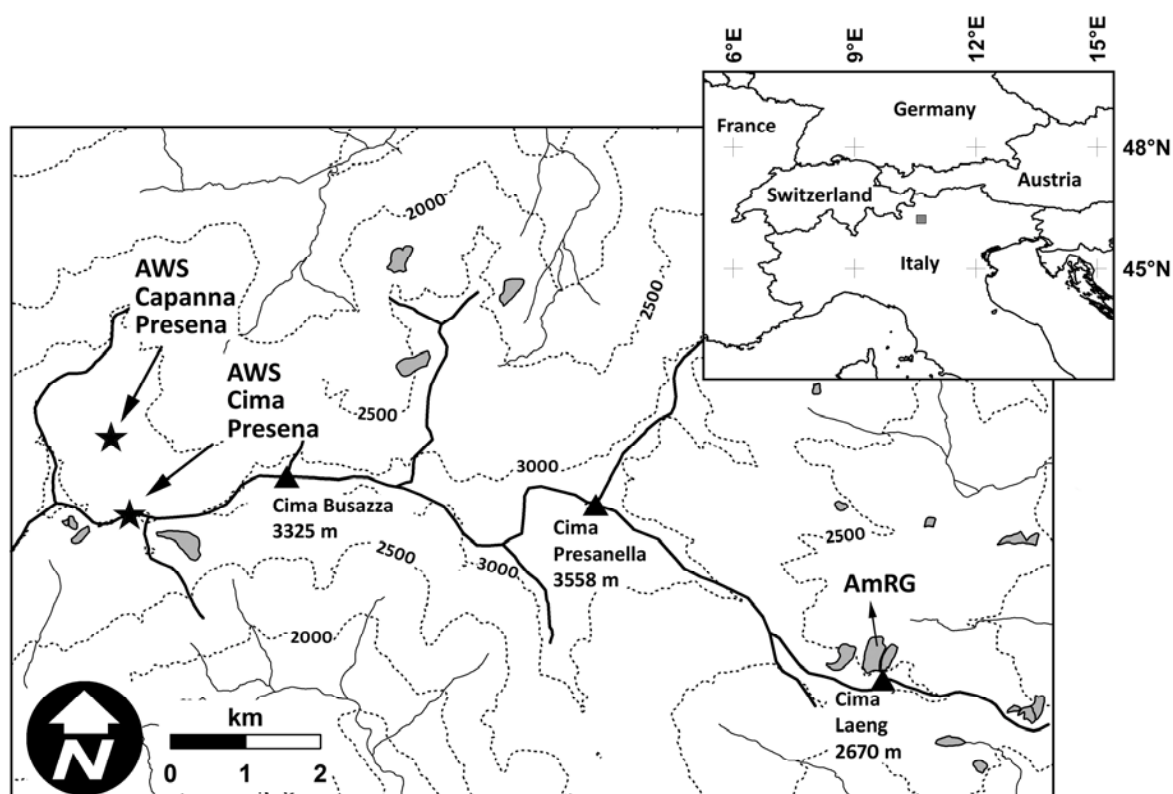 6°E
9°E
12°E
15°E
France
Germany
48°N
Switzerland
Austria
Italy
45°N
2000
2500
AWS
Capanna
Presena
AWS
Cima
Presena
2500
3000
Cima Busazza
3325 m
Cima
Presanella
3558 m
2500
3000
2500
2000
AmRG
Cima
Laeng
2670 m
N
km
0 1 2